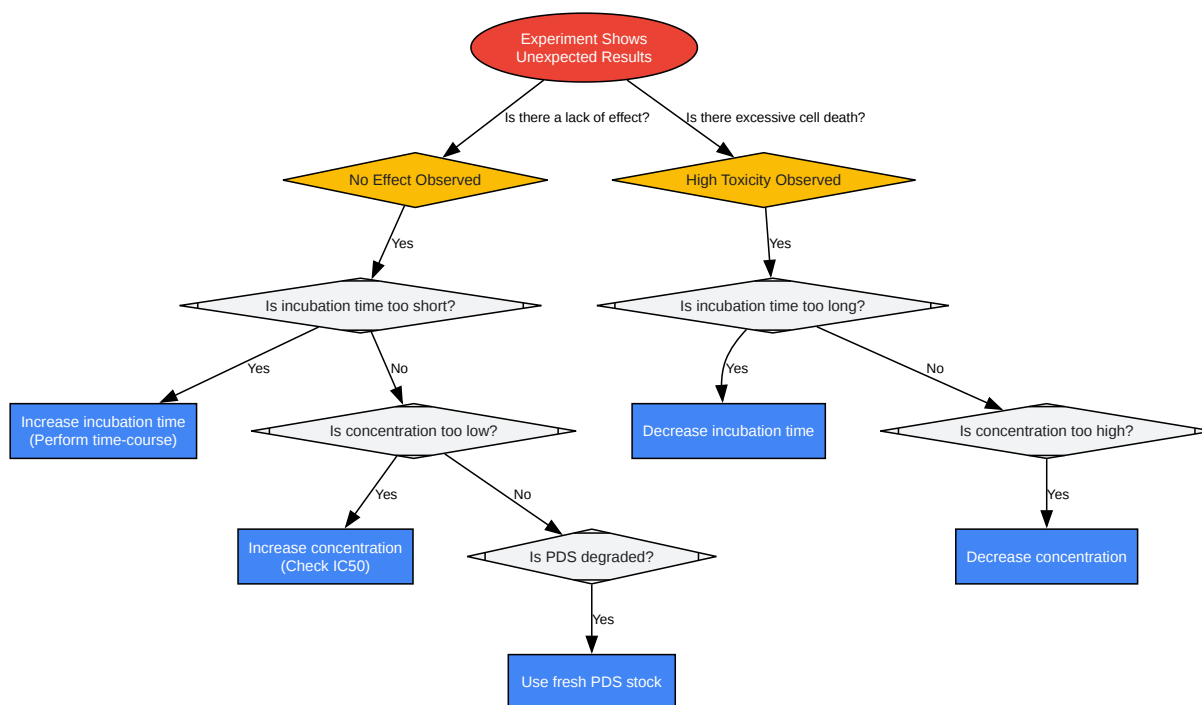 Experiment Shows
Unexpected Results
Is there a lack of effect?
Is there excessive cell death?
No Effect Observed
High Toxicity Observed
Yes
Yes
Is incubation time too short?
Is incubation time too long?
Yes
No
Yes
No
Increase incubation time
(Perform time-course)
Is concentration too low?
Decrease incubation time
Is concentration too high?
Yes
No
Yes
Increase concentration
(Check IC50)
Is PDS degraded?
Decrease concentration
Yes
Use fresh PDS stock